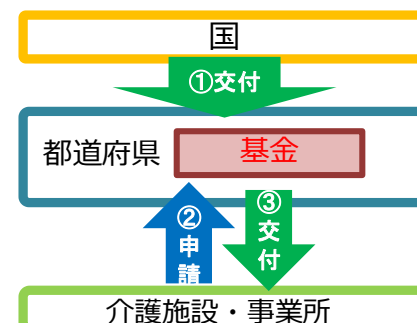 国
①交付
都道府県 基金
②申請
③交付
介護施設・事業所